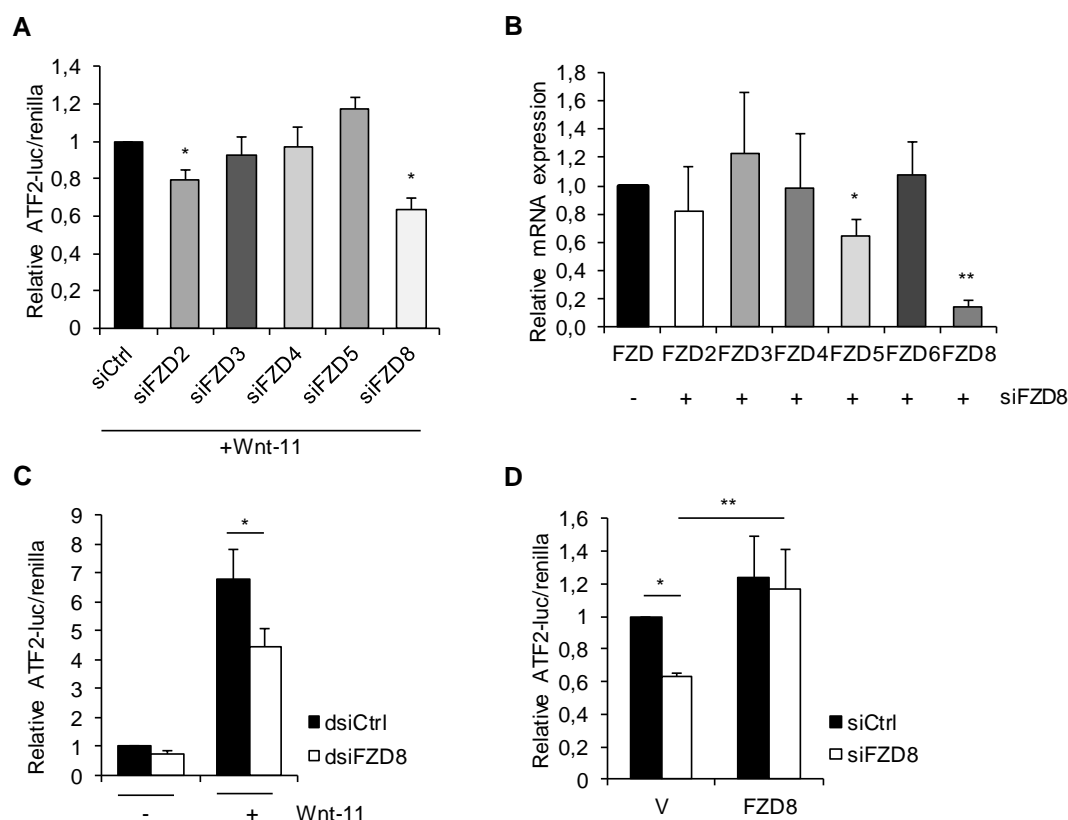 A
Relative ATF2-luc/renilla
1,4
1,2
1
0,8
0,6
0,4
0,2
0
*
*
siCtrl
siFZD2
siFZD3
siFZD4
siFZD5
siFZD8
+Wnt-11
B
Relative mRNA expression
1,8
1,6
1,4
1,2
1,0
0,8
0,6
0,4
0,2
0,0
*
**
FZD FZD2 FZD3 FZD4 FZD5 FZD6 FZD8
- + + + + + + siFZD8
C
Relative ATF2-luc/renilla
9
8
7
6
5
4
3
2
1
0
*
dsiCtrl
dsiFZD8
- + Wnt-11
D
Relative ATF2-luc/renilla
1,6
1,4
1,2
1
0,8
0,6
0,4
0,2
0
**
*
siCtrl
siFZD8
V FZD8